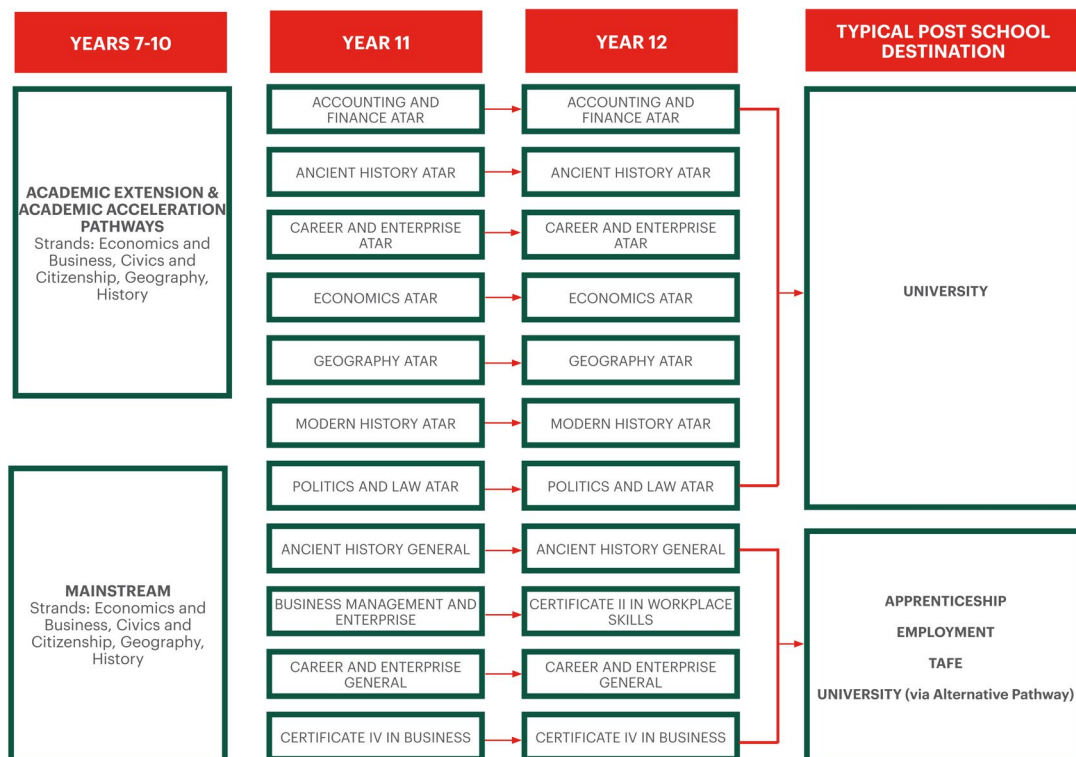 YEARS 7-10
YEAR 11
YEAR 12
TYPICAL POST SCHOOL
DESTINATION
ACADEMIC EXTENSION &
ACADEMIC ACCELERATION
PATHWAYS
Strands: Economics and
Business, Civics and
Citizenship, Geography,
History
MAINSTREAM
Strands: Economics and
Business, Civics and
Citizenship, Geography,
History
ACCOUNTING AND
FINANCE ATAR
ANCIENT HISTORY ATAR
CAREER AND ENTERPRISE
ATAR
ECONOMICS ATAR
GEOGRAPHY ATAR
MODERN HISTORY ATAR
POLITICS AND LAW ATAR
ANCIENT HISTORY GENERAL
BUSINESS MANAGEMENT AND
ENTERPRISE
CAREER AND ENTERPRISE
GENERAL
CERTIFICATE IV IN BUSINESS
ACCOUNTING AND
FINANCE ATAR
ANCIENT HISTORY ATAR
CAREER AND ENTERPRISE
ATAR
ECONOMICS ATAR
GEOGRAPHY ATAR
MODERN HISTORY ATAR
POLITICS AND LAW ATAR
ANCIENT HISTORY GENERAL
CERTIFICATE II IN WORKPLACE
SKILLS
CAREER AND ENTERPRISE
GENERAL
CERTIFICATE IV IN BUSINESS
UNIVERSITY
APPRENTICESHIP
EMPLOYMENT
TAFE
UNIVERSITY (via Alternative Pathway)